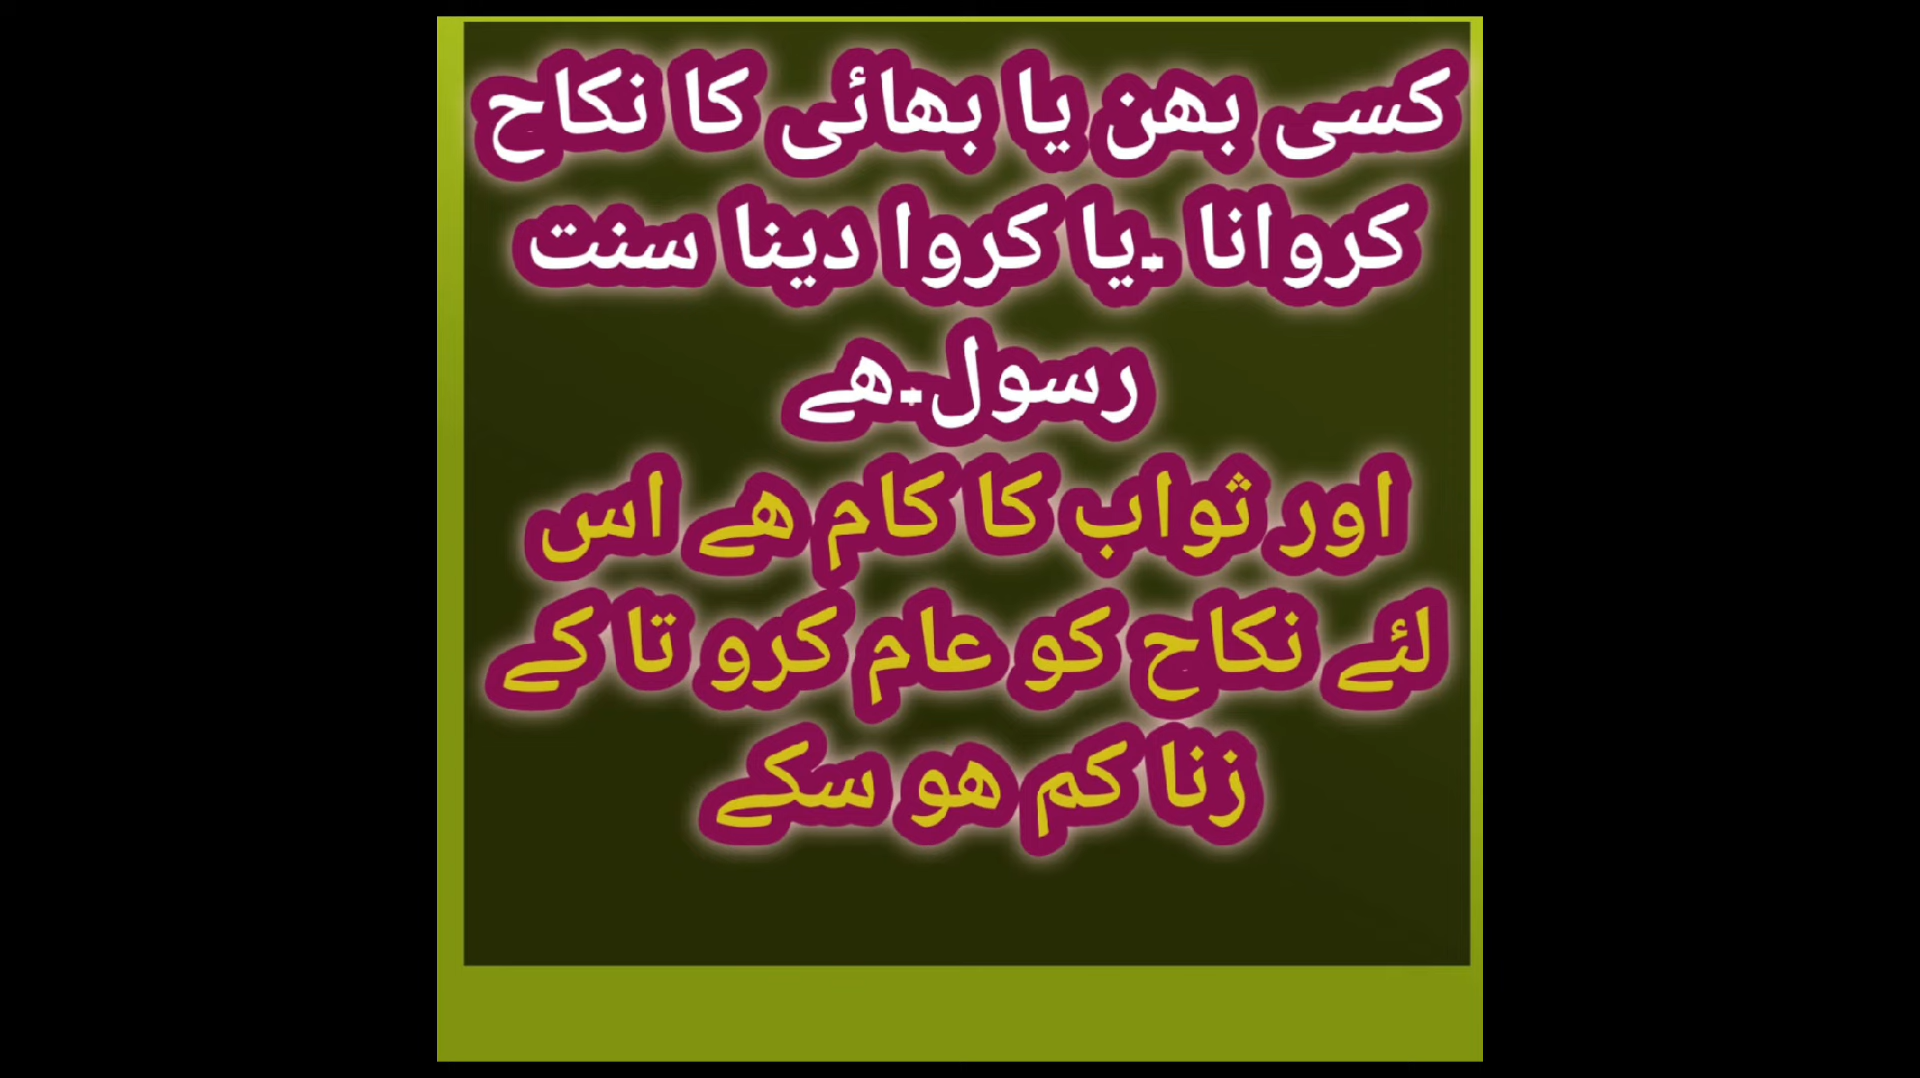 کسی بھن یا بھائی کا نکاح
کروانا ۔یا کروا دینا سنت
رسول۔ھے
اور ثواب کا کام ھے اس
لئے نکاح کو عام کرو تا کے
زنا کم ھو سکے